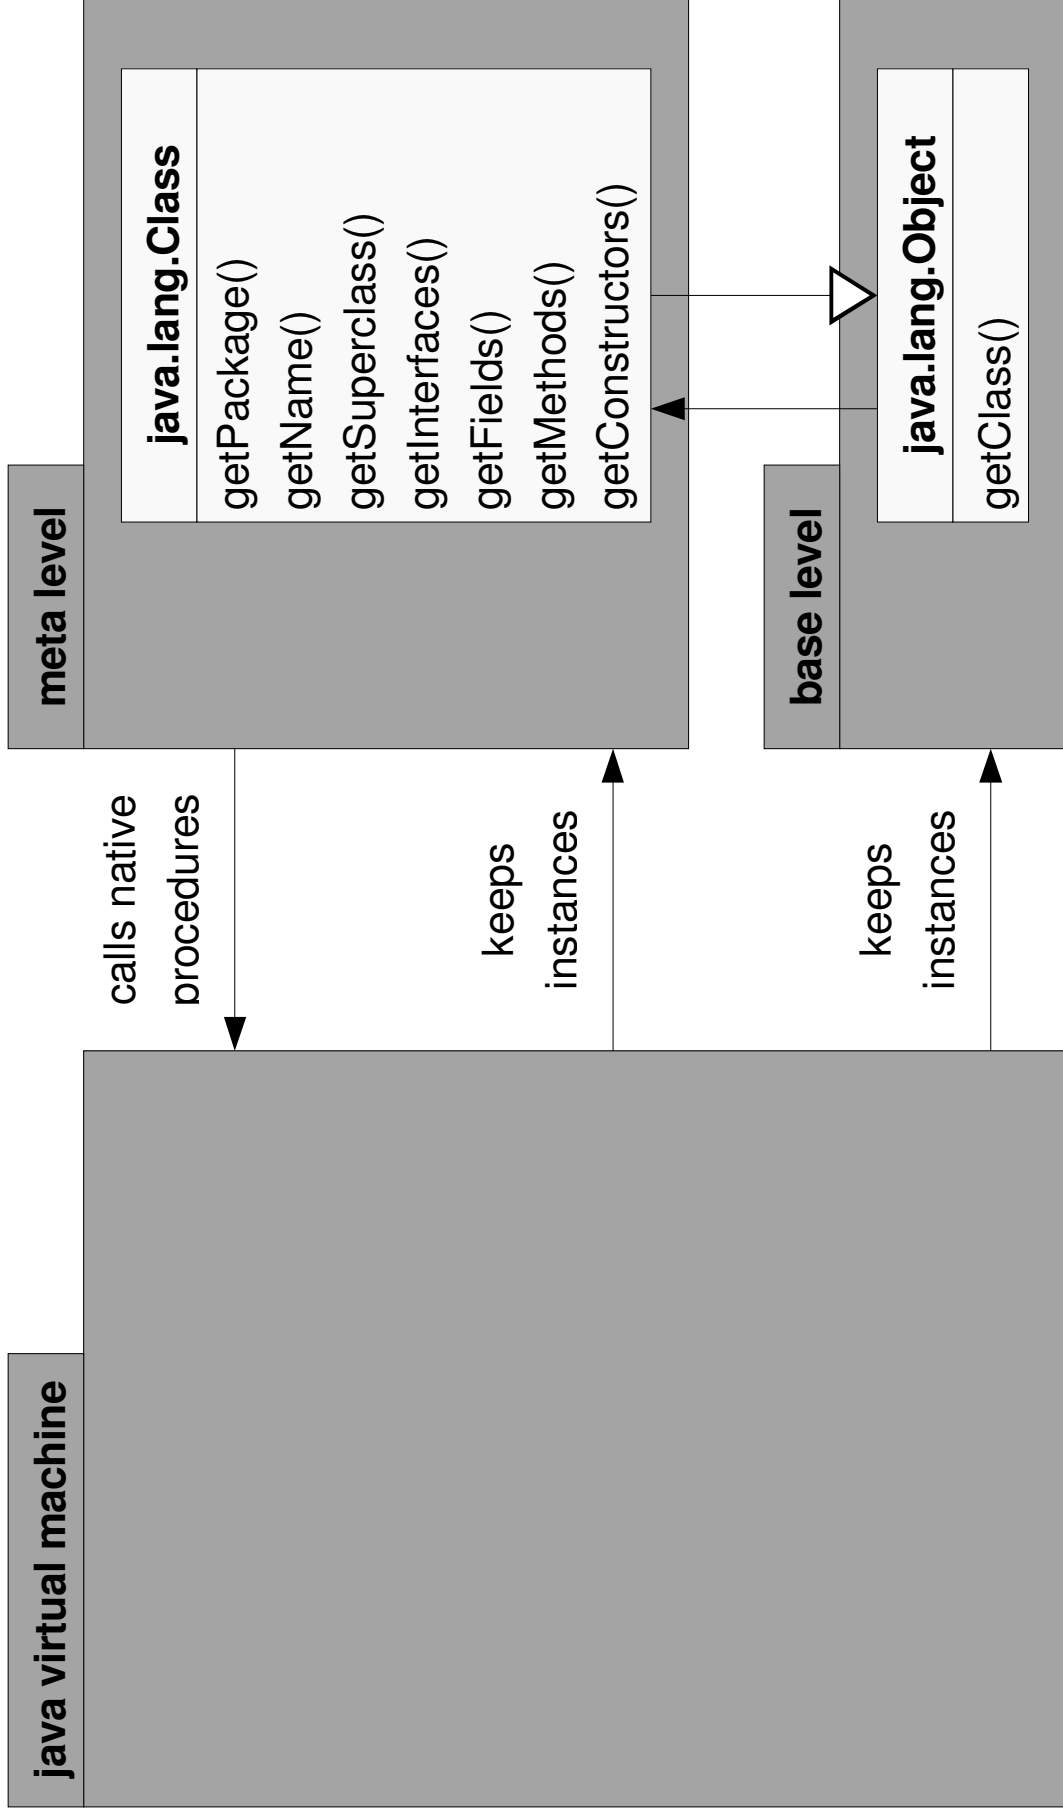 java virtual machine
calls native
procedures
keeps
instances
keeps
instances
meta level
java.lang.Class
getPackage()
getName()
getSuperclass()
getInterfaces()
getFields()
getMethods()
getConstructors()
base level
java.lang.Object
getClass()